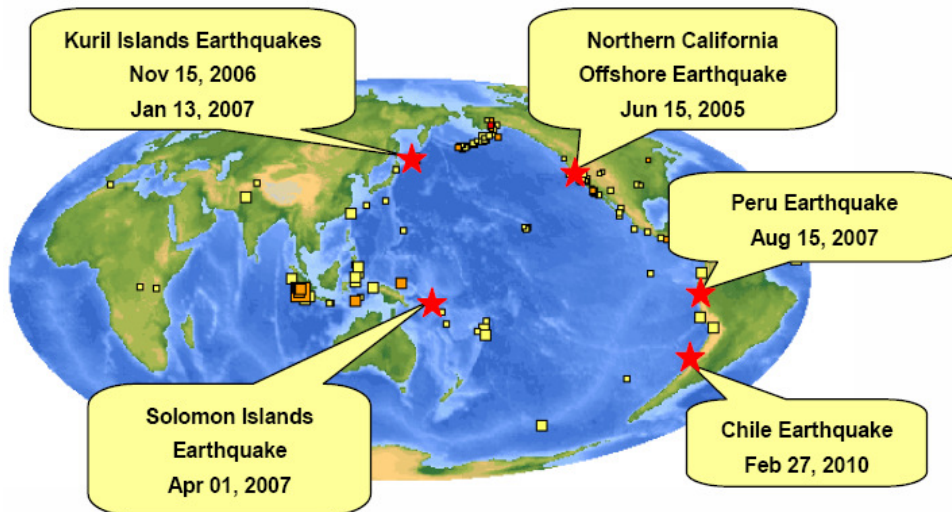 Kuril Islands Earthquakes
Nov 15, 2006
Jan 13, 2007
Northern California
Offshore Earthquake
Jun 15, 2005
Peru Earthquake
Aug 15, 2007
Solomon Islands
Earthquake
Apr 01, 2007
Chile Earthquake
Feb 27, 2010